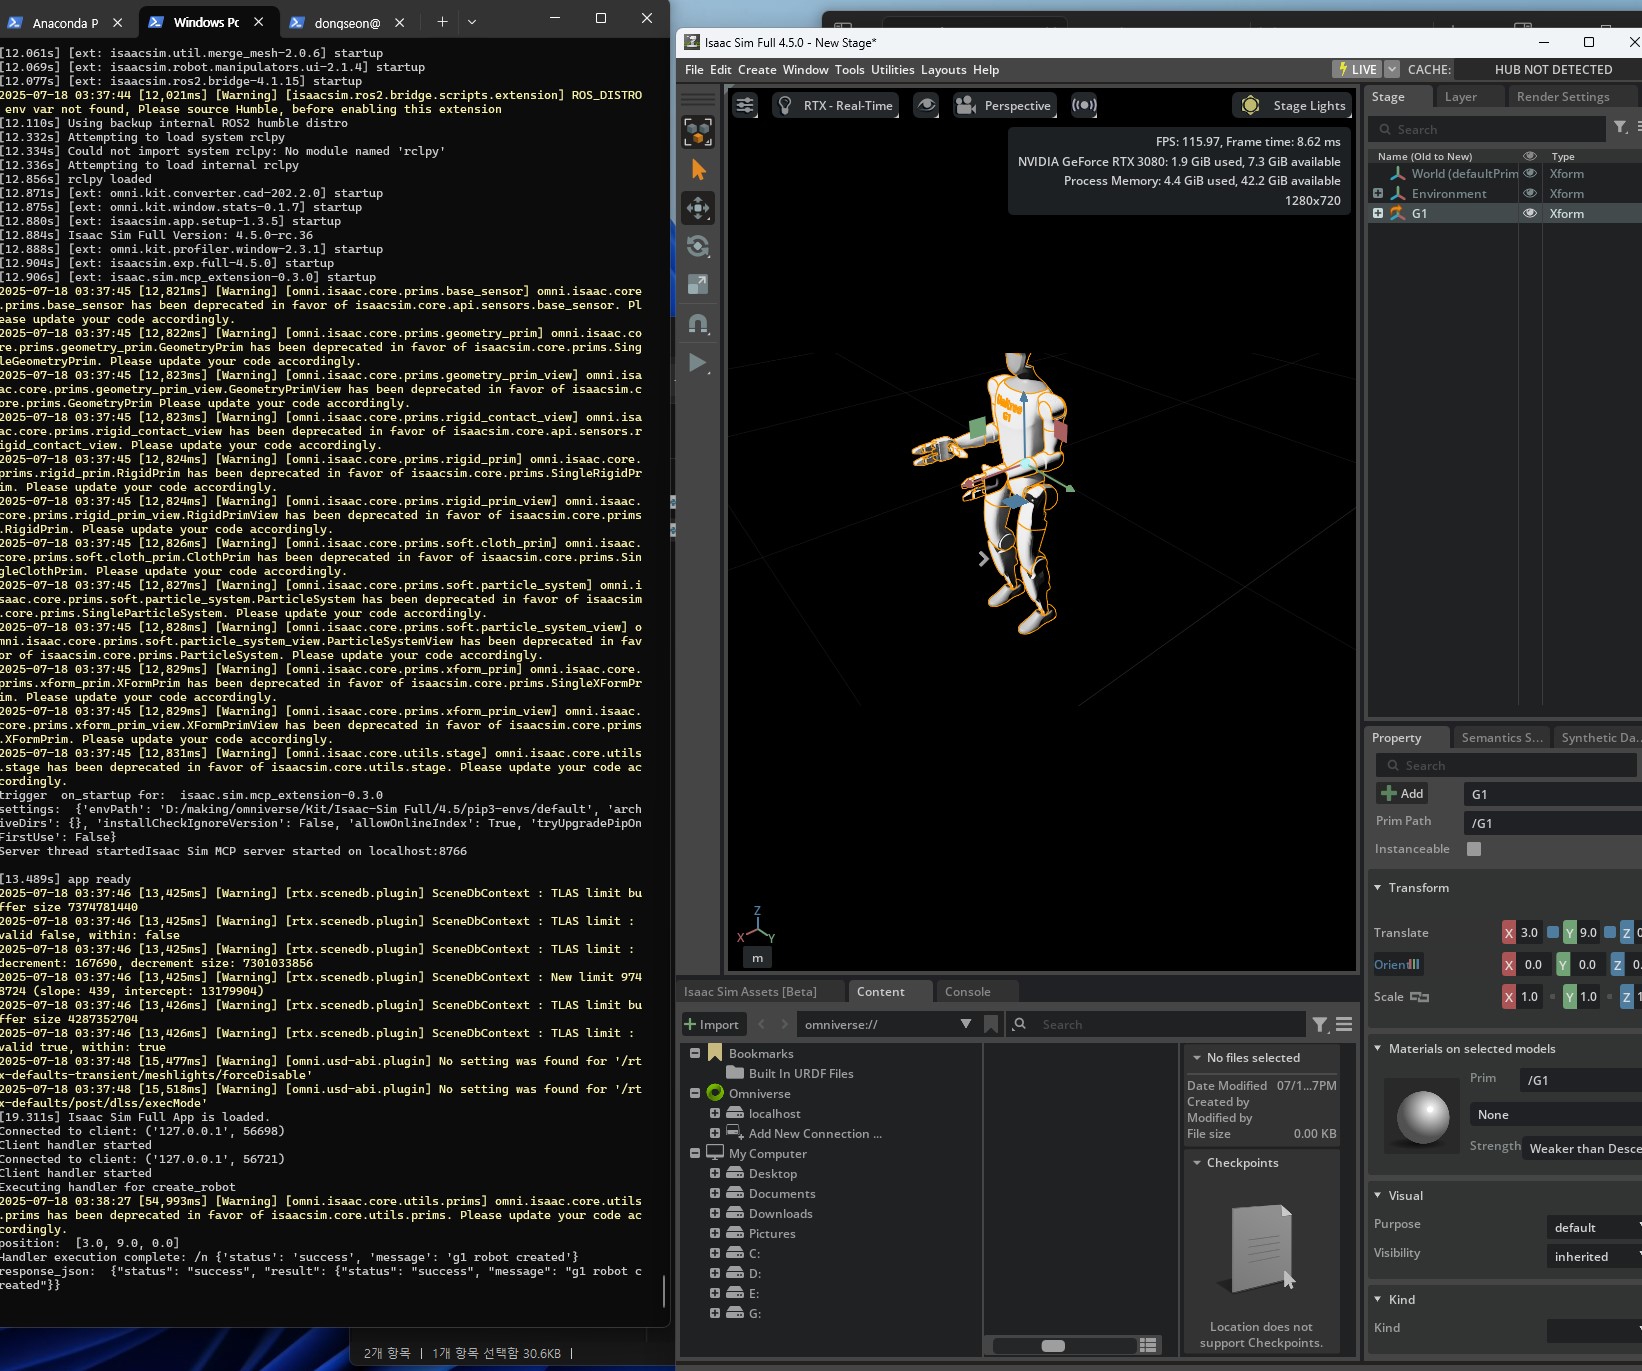 Anaconda P
Windows Pc
dongseon@
[12.061s] [ext: isaacsim.util.merge_mesh-2.0.6] startup
[12.069s] [ext: isaacsim.robot.manipulators.ui-2.1.4] startup
[12.077s] [ext: isaacsim.ros2.bridge-4.1.15] startup
2025-07-18 03:37:44 [12,021ms] [Warning] [isaacsim.ros2.bridge.scripts.extension] ROS_DISTRO
env var not found, Please source Humble, before enabling this extension
[12.110s] Using backup internal ROS2 humble distro
[12.332s] Attempting to load system rclpy
[12.334s] Could not import system rclpy: No module named 'rclpy'
[12.336s] Attempting to load internal rclpy
[12.856s] rclpy loaded
[12.871s] [ext: omni.kit.converter.cad-202.2.0] startup
[12.875s] [ext: omni.kit.window.stats-0.1.7] startup
[12.880s] [ext: isaacsim.app.setup-1.3.5] startup
[12.884s] Isaac Sim Full Version: 4.5.0-rc.36
[12.888s] [ext: omni.kit.profiler.window-2.3.1] startup
[12.904s] [ext: isaacsim.exp.full-4.5.0] startup
[12.906s] [ext: isaac.sim.mcp_extension-0.3.0] startup
2025-07-18 03:37:45 [12,821ms] [Warning] [omni.isaac.core.prims.base_sensor] omni.isaac.core
.prims.base_sensor has been deprecated in favor of isaacsim.core.api.sensors.base_sensor. Pl
ease update your code accordingly.
2025-07-18 03:37:45 [12,822ms] [Warning] [omni.isaac.core.prims.geometry_prim] omni.isaac.co
re.prims.geometry_prim.GeometryPrim has been deprecated in favor of isaacsim.core.prims.Sing
leGeometryPrim. Please update your code accordingly.
2025-07-18 03:37:45 [12,823ms] [Warning] [omni.isaac.core.prims.geometry_prim_view] omni.isa
ac.core.prims.geometry_prim_view.GeometryPrimView has been deprecated in favor of isaacsim.c
ore.prims.GeometryPrim Please update your code accordingly.
2025-07-18 03:37:45 [12,823ms] [Warning] [omni.isaac.core.prims.rigid_contact_view] omni.isa
ac.core.prims.rigid_contact_view has been deprecated in favor of isaacsim.core.api.sensors.r
igid_contact_view. Please update your code accordingly.
2025-07-18 03:37:45 [12,824ms] [Warning] [omni.isaac.core.prims.rigid_prim] omni.isaac.core.
prims.rigid_prim.RigidPrim has been deprecated in favor of isaacsim.core.prims.SingleRigidPr
im. Please update your code accordingly.
2025-07-18 03:37:45 [12,824ms] [Warning] [omni.isaac.core.prims.rigid_prim_view] omni.isaac.
core.prims.rigid_prim_view.RigidPrimView has been deprecated in favor of isaacsim.core.prims
.RigidPrim. Please update your code accordingly.
2025-07-18 03:37:45 [12,826ms] [Warning] [omni.isaac.core.prims.soft.cloth_prim] omni.isaac.
core.prims.soft.cloth_prim.ClothPrim has been deprecated in favor of isaacsim.core.prims.Sin
gleClothPrim. Please update your code accordingly.
2025-07-18 03:37:45 [12,827ms] [Warning] [omni.isaac.core.prims.soft.particle_system] omni.i
saac.core.prims.soft.particle_system.ParticleSystem has been deprecated in favor of isaacsim
.core.prims.SingleParticleSystem. Please update your code accordingly.
2025-07-18 03:37:45 [12,828ms] [Warning] [omni.isaac.core.prims.soft.particle_system_view] o
mni.isaac.core.prims.soft.particle_system_view.ParticleSystemView has been deprecated in fav
or of isaacsim.core.prims.ParticleSystem. Please update your code accordingly.
2025-07-18 03:37:45 [12,829ms] [Warning] [omni.isaac.core.prims.xform_prim] omni.isaac.core.
prims.xform_prim.XFormPrim has been deprecated in favor of isaacsim.core.prims.SingleXFormPr
im. Please update your code accordingly.
2025-07-18 03:37:45 [12,829ms] [Warning] [omni.isaac.core.prims.xform_prim_view] omni.isaac.
core.prims.xform_prim_view.XFormPrimView has been deprecated in favor of isaacsim.core.prims
.XFormPrim. Please update your code accordingly.
2025-07-18 03:37:45 [12,831ms] [Warning] [omni.isaac.core.utils.stage] omni.isaac.core.utils
.stage has been deprecated in favor of isaacsim.core.utils.stage. Please update your code ac
cordingly.
trigger  on_startup for:  isaac.sim.mcp_extension-0.3.0
settings:  {'envPath': 'D:/making/omniverse/Kit/Isaac-Sim Full/4.5/pip3-envs/default', 'arch
iveDirs': {}, 'installCheckIgnoreVersion': False, 'allowOnlineIndex': True, 'tryUpgradePipOn
FirstUse': False}
Server thread startedIsaac Sim MCP server started on localhost:8766
[13.489s] app ready
2025-07-18 03:37:46 [13,425ms] [Warning] [rtx.scenedb.plugin] SceneDbContext : TLAS limit bu
ffer size 7374781440
2025-07-18 03:37:46 [13,425ms] [Warning] [rtx.scenedb.plugin] SceneDbContext : TLAS limit :
valid false, within: false
2025-07-18 03:37:46 [13,425ms] [Warning] [rtx.scenedb.plugin] SceneDbContext : TLAS limit :
decrement: 167690, decrement size: 7301033856
2025-07-18 03:37:46 [13,425ms] [Warning] [rtx.scenedb.plugin] SceneDbContext : New limit 974
8724 (slope: 439, intercept: 13179904)
2025-07-18 03:37:46 [13,426ms] [Warning] [rtx.scenedb.plugin] SceneDbContext : TLAS limit bu
ffer size 4287352704
2025-07-18 03:37:46 [13,426ms] [Warning] [rtx.scenedb.plugin] SceneDbContext : TLAS limit :
valid true, within: true
2025-07-18 03:37:48 [15,477ms] [Warning] [omni.usd-abi.plugin] No setting was found for '/rt
x-defaults-transient/meshlights/forceDisable'
2025-07-18 03:37:48 [15,518ms] [Warning] [omni.usd-abi.plugin] No setting was found for '/rt
x-defaults/post/dlss/execMode'
[19.311s] Isaac Sim Full App is loaded.
Connected to client: ('127.0.0.1', 56698)
Client handler started
Connected to client: ('127.0.0.1', 56721)
Client handler started
Executing handler for create_robot
2025-07-18 03:38:27 [54,993ms] [Warning] [omni.isaac.core.utils.prims] omni.isaac.core.utils
.prims has been deprecated in favor of isaacsim.core.utils.prims. Please update your code ac
cordingly.
position:  [3.0, 9.0, 0.0]
Handler execution complete: /n {'status': 'success', 'message': 'g1 robot created'}
response_json:  {"status": "success", "result": {"status": "success", "message": "g1 robot c
reated"}}
2개 항목 | 1개 항목 선택함 30.6KB |
Isaac Sim Full 4.5.0 - New Stage*
File Edit Create Window Tools Utilities Layouts Help
LIVE
CACHE:
HUB NOT DETECTED
RTX - Real-Time
Perspective
Stage Lights
FPS: 115.97, Frame time: 8.62 ms
NVIDIA GeForce RTX 3080: 1.9 GiB used, 7.3 GiB available
Process Memory: 4.4 GiB used, 42.2 GiB available
1280x720
G1
Z
X
Y
m
Stage
Layer
Render Settings
Search
Name (Old to New)
Type
World (defaultPrim
Xform
Environment
Xform
G1
Xform
Property
Semantics S...
Synthetic Da...
Search
Add
G1
Prim Path
/G1
Instanceable
Transform
Translate
X 3.0
Y 9.0
Z 0
Orient
X 0.0
Y 0.0
Z 0.
Scale
X 1.0
Y 1.0
Z 1
Materials on selected models
Prim
/G1
None
Strength
Weaker than Desce
Visual
Purpose
default
Visibility
inherited
Kind
Kind
Isaac Sim Assets [Beta]
Content
Console
Import
omniverse://
Search
Bookmarks
Built In URDF Files
Omniverse
localhost
Add New Connection ...
My Computer
Desktop
Documents
Downloads
Pictures
C:
D:
E:
G:
No files selected
Date Modified 07/1...7PM
Created by
Modified by
File size 0.00 KB
Checkpoints
Location does not
support Checkpoints.